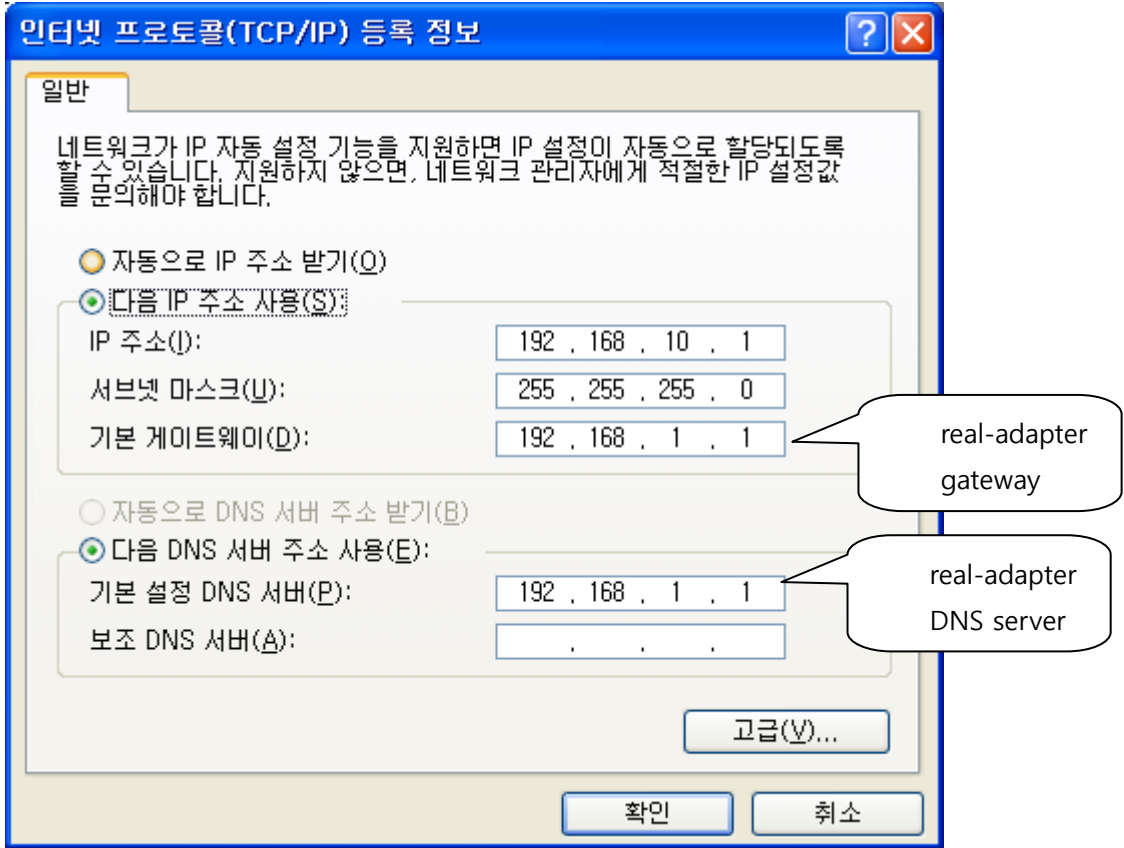 인터넷 프로토콜(TCP/IP) 등록 정보
일반
네트워크가 IP 자동 설정 기능을 지원하면 IP 설정이 자동으로 할당되도록
할 수 있습니다. 지원하지 않으면, 네트워크 관리자에게 적절한 IP 설정값
을 문의해야 합니다.
자동으로 IP 주소 받기(O)
다음 IP 주소 사용(S):
IP 주소(I): 192 . 168 . 10 . 1
서브넷 마스크(U): 255 . 255 . 255 . 0
기본 게이트웨이(D): 192 . 168 . 1 . 1
real-adapter
gateway
자동으로 DNS 서버 주소 받기(B)
다음 DNS 서버 주소 사용(E):
기본 설정 DNS 서버(P): 192 . 168 . 1 . 1
real-adapter
DNS server
보조 DNS 서버(A): . . .
고급(V)...
확인
취소